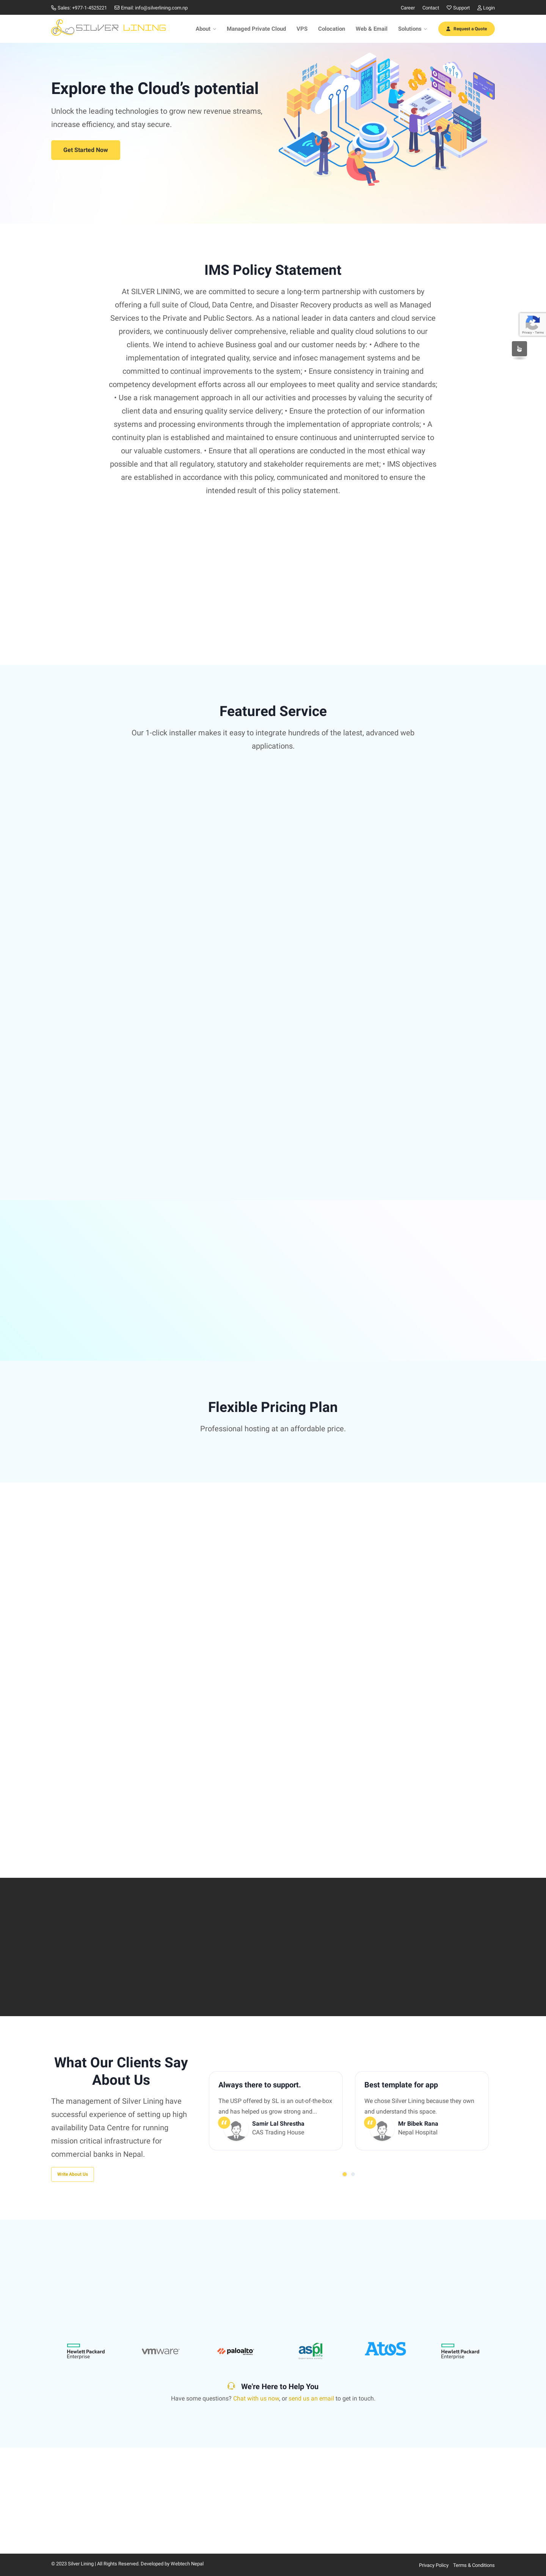 Sales: +977-1-4525221
Email: info@silverlining.com.np
Career
Contact
Support
Login
SILVER LINING
About
Managed Private Cloud
VPS
Colocation
Web & Email
Solutions
Request a Quote
Explore the Cloud’s potential
Unlock the leading technologies to grow new revenue streams,
increase efficiency, and stay secure.
Get Started Now
Privacy - Terms
IMS Policy Statement
At SILVER LINING, we are committed to secure a long-term partnership with customers by
offering a full suite of Cloud, Data Centre, and Disaster Recovery products as well as Managed
Services to the Private and Public Sectors. As a national leader in data canters and cloud service
providers, we continuously deliver comprehensive, reliable and quality cloud solutions to our
clients. We intend to achieve Business goal and our customer needs by: • Adhere to the
implementation of integrated quality, service and infosec management systems and be
committed to continual improvements to the system; • Ensure consistency in training and
competency development efforts across all our employees to meet quality and service standards;
• Use a risk management approach in all our activities and processes by valuing the security of
client data and ensuring quality service delivery; • Ensure the protection of our information
systems and processing environments through the implementation of appropriate controls; • A
continuity plan is established and maintained to ensure continuous and uninterrupted service to
our valuable customers. • Ensure that all operations are conducted in the most ethical way
possible and that all regulatory, statutory and stakeholder requirements are met; • IMS objectives
are established in accordance with this policy, communicated and monitored to ensure the
intended result of this policy statement.
Featured Service
Our 1-click installer makes it easy to integrate hundreds of the latest, advanced web
applications.
Flexible Pricing Plan
Professional hosting at an affordable price.
What Our Clients Say
About Us
The management of Silver Lining have
successful experience of setting up high
availability Data Centre for running
mission critical infrastructure for
commercial banks in Nepal.
Write About Us
Always there to support.
The USP offered by SL is an out-of-the-box
and has helped us grow strong and...
Samir Lal Shrestha
CAS Trading House
Best template for app
We chose Silver Lining because they own
and understand this space.
Mr Bibek Rana
Nepal Hospital
Hewlett Packard
Enterprise
vmware
paloalto
aspl
Atos
Hewlett Packard
Enterprise
We're Here to Help You
Have some questions? Chat with us now, or send us an email to get in touch.
© 2023 Silver Lining | All Rights Reserved. Developed by Webtech Nepal
Privacy Policy
Terms & Conditions